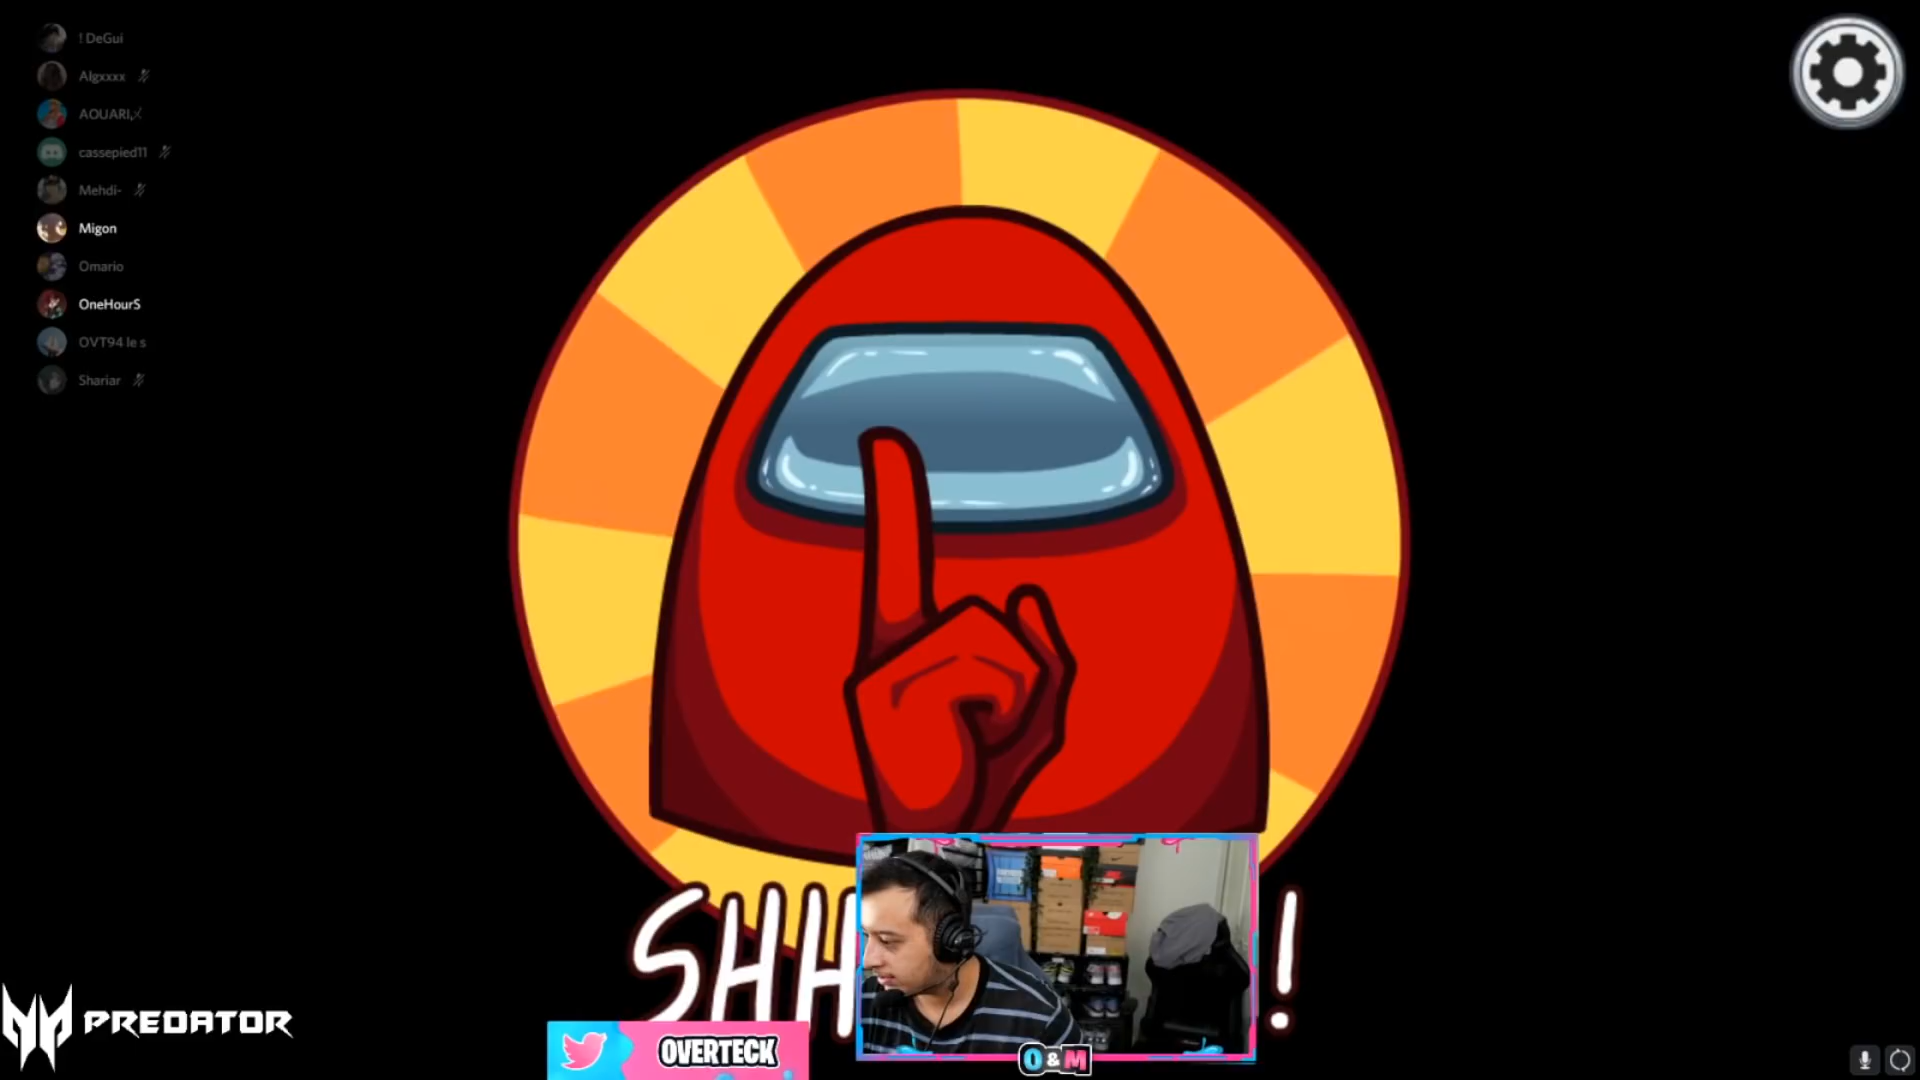 ! DeGui
Algxxxx
AOUARI,
cassepied11
Mehdi-
Migon
Omario
OneHourS
OVT94 le s
Shariar
SHH !
PREDATOR
OVERTECK
O & M